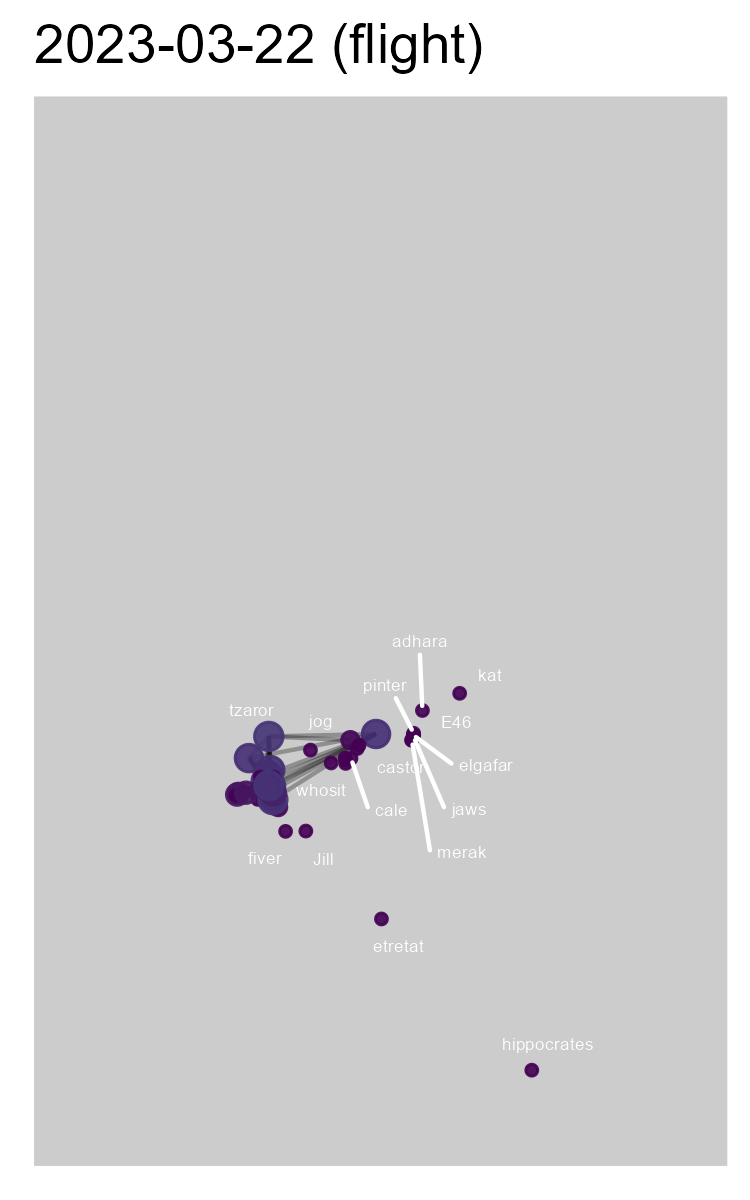 2023-03-22 (flight)
adhara
kat
pinter
tzaror
jog
E46
castor
elgafar
whosit
cale
jaws
merak
fiver
Jill
etretat
hippocrates